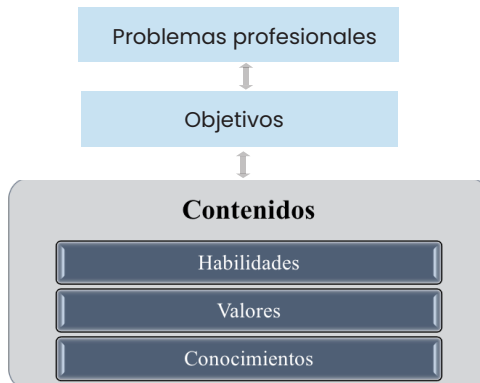 Problemas profesionales
Objetivos
Contenidos
Habilidades
Valores
Conocimientos